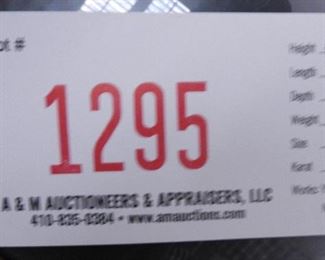 ot #
1295
A & M AUCTIONEERS & APPRAISERS, LLC
410-835-0384 • www.amauctions.com
Height
Length
Depth
Weight
Size
Karat